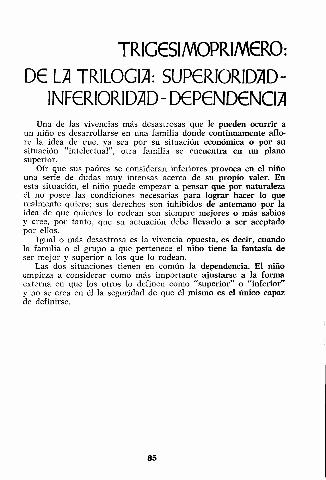 TRIGESIMOPRIMERO:
DE LA TRILOGIA: SUPERIORIDAD-
INFERIORIDAD-DEPENDENCIA
Una de las vivencias más desastrosas que le pueden ocurrir a
un niño es desarrollarse en una familia donde continuamente aflo-
re la idea de que, ya sea por su situación económica o por su
situación "intelectual", otra familia se encuentra en un plano
superior.
Oír que sus padres se consideran inferiores provoca en el niño
una serie de dudas muy intensas acerca de su propio valer. En
esta situación, el niño puede empezar a pensar que por naturaleza
él no posee las condiciones necesarias para lograr hacer lo que
realmente quiere; sus derechos son inhibidos de antemano por la
idea de que quienes lo rodean son siempre mejores o más sabios
y cree, por tanto, que su actuación debe llevarlo a ser aceptado
por ellos.
Igual o más desastrosa es la vivencia opuesta, es decir, cuando
la familia o el grupo a que pertenece el niño tiene la fantasía de
ser mejor y superior a los que lo rodean.
Las dos situaciones tienen en común la dependencia. El niño
empieza a considerar como más importante ajustarse a la forma
externa en que los otros lo definen como "superior" o "inferior"
y no se crea en él la seguridad de que él mismo es el único capaz
de definirse.
85